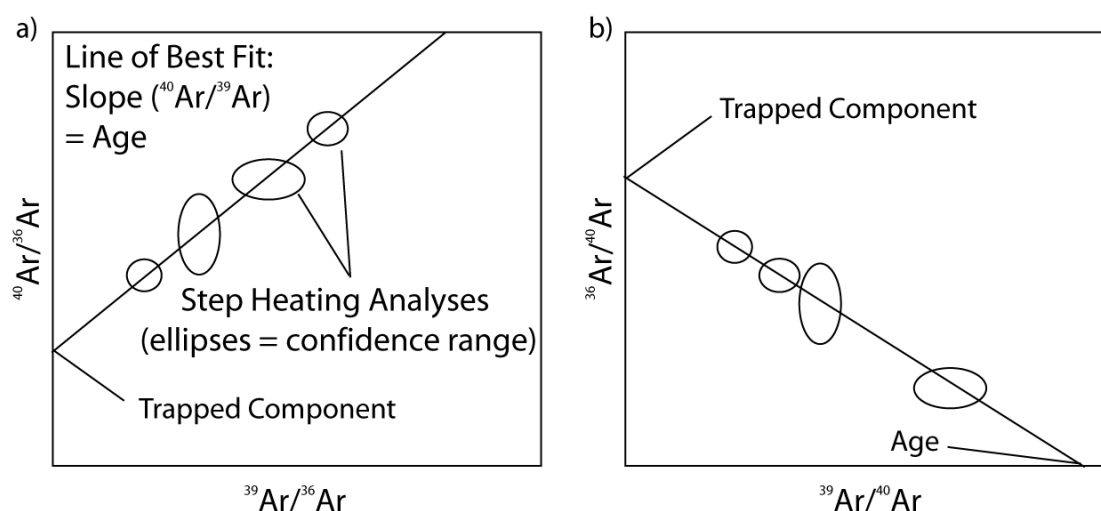 a)
Line of Best Fit:
Slope (⁴⁰Ar/³⁹Ar)
= Age
Step Heating Analyses
(ellipses = confidence range)
Trapped Component
⁴⁰Ar/³⁶Ar
³⁹Ar/³⁶Ar
b)
Trapped Component
Age
³⁶Ar/⁴⁰Ar
³⁹Ar/⁴⁰Ar